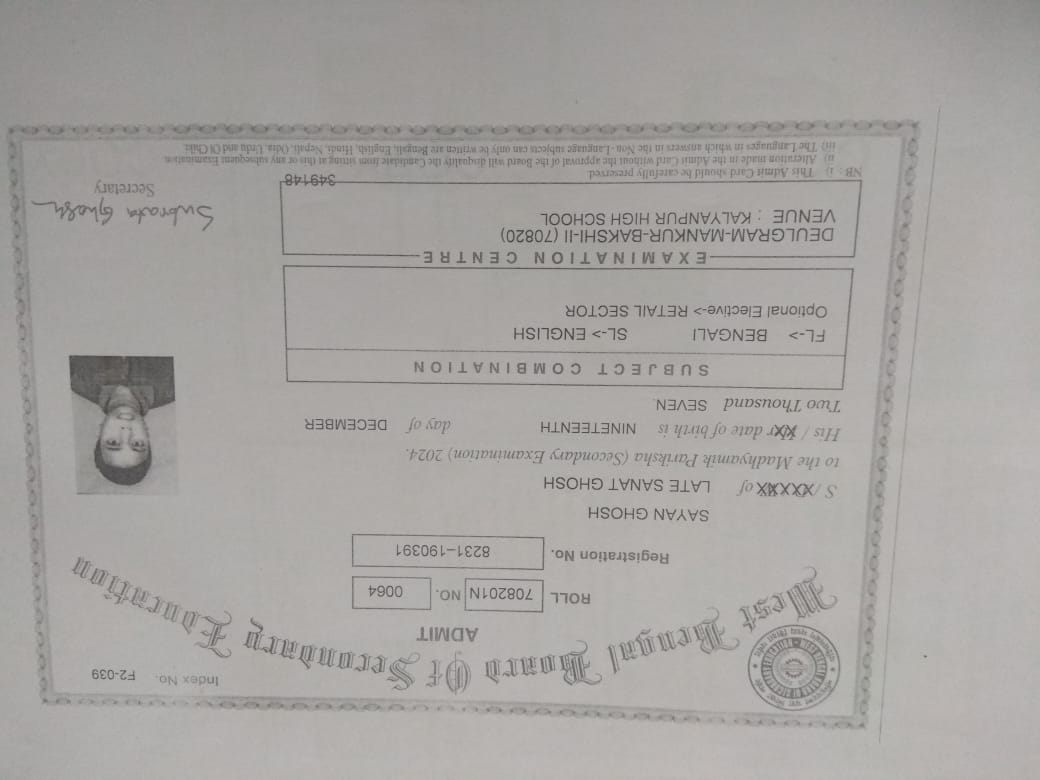 Index No. F2-039
West Bengal Board Of Secondary Education
ADMIT
ROLL 708201N NO. 0064
Registration No. 8231-190391
SAYAN GHOSH
S / of LATE SANAT GHOSH
to the Madhyamik Pariksha (Secondary Examination) 2024.
His / date of birth is NINETEENTH day of DECEMBER
Two Thousand SEVEN.
SUBJECT COMBINATION
FL-> BENGALI SL-> ENGLISH
Optional Elective-> RETAIL SECTOR
EXAMINATION CENTRE
DEULGRAM-MANKUR-BAKSHI-II (70820)
VENUE : KALYANPUR HIGH SCHOOL
349148
Subrata Ghosh
Secretary
NB : i) This Admit Card should be carefully preserved.
ii) Alteration made in the Admit Card without the approval of the Board will disqualify the Candidate from sitting at this or any subsequent Examination.
iii) The Languages in which answers in the Non-Language subjects can only be written are Bengali, English, Hindi, Nepali, Odia, Urdu and Ol Chiki.